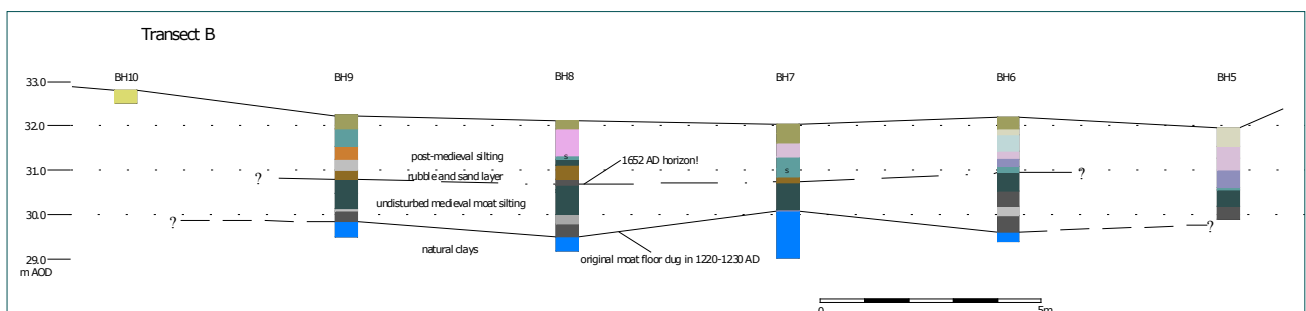 Transect B
BH10 BH9 BH8 BH7 BH6 BH5
33.0
32.0
post-medieval silting
s
1652 AD horizon!
31.0
s
rubble and sand layer
?
?
undisturbed medieval moat silting
30.0
?
?
natural clays
original moat floor dug in 1220-1230 AD
29.0
m AOD
0 5m